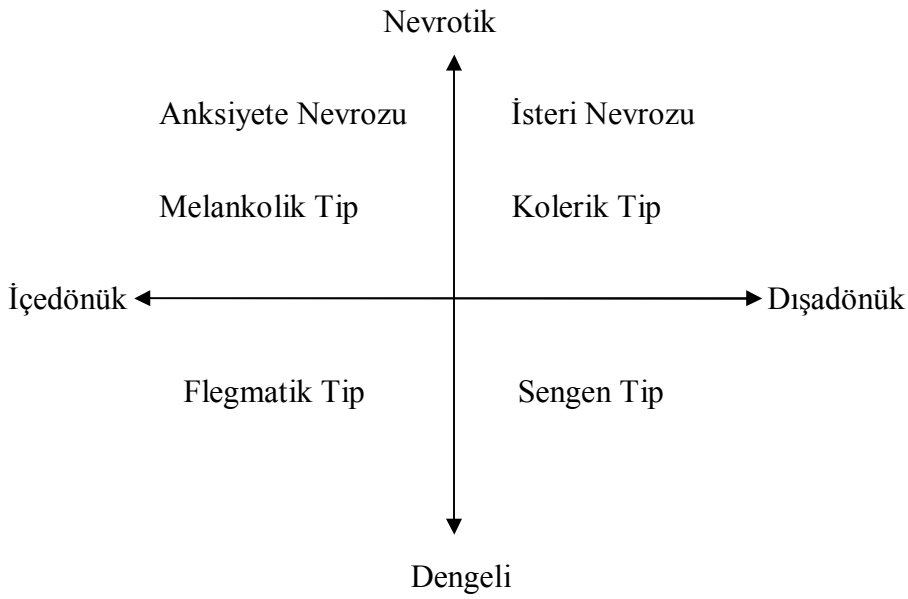 Nevrotik
Anksiyete Nevrozu
İsteri Nevrozu
Melankolik Tip
Kolerik Tip
İçedönük
Dışadönük
Flegmatik Tip
Sengen Tip
Dengeli